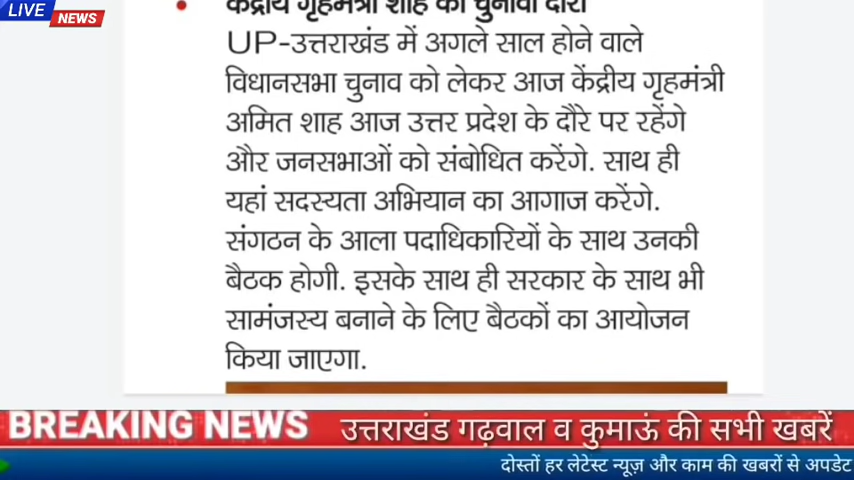 LIVE
NEWS
केंद्रीय गृहमंत्री शाह का चुनावी दौरा
UP-उत्तराखंड में अगले साल होने वाले
विधानसभा चुनाव को लेकर आज केंद्रीय गृहमंत्री
अमित शाह आज उत्तर प्रदेश के दौरे पर रहेंगे
और जनसभाओं को संबोधित करेंगे. साथ ही
यहां सदस्यता अभियान का आगाज करेंगे.
संगठन के आला पदाधिकारियों के साथ उनकी
बैठक होगी. इसके साथ ही सरकार के साथ भी
सामंजस्य बनाने के लिए बैठकों का आयोजन
किया जाएगा.
BREAKING NEWS
उत्तराखंड गढ़वाल व कुमाऊं की सभी खबरें
दोस्तों हर लेटेस्ट न्यूज़ और काम की खबरों से अपडेट